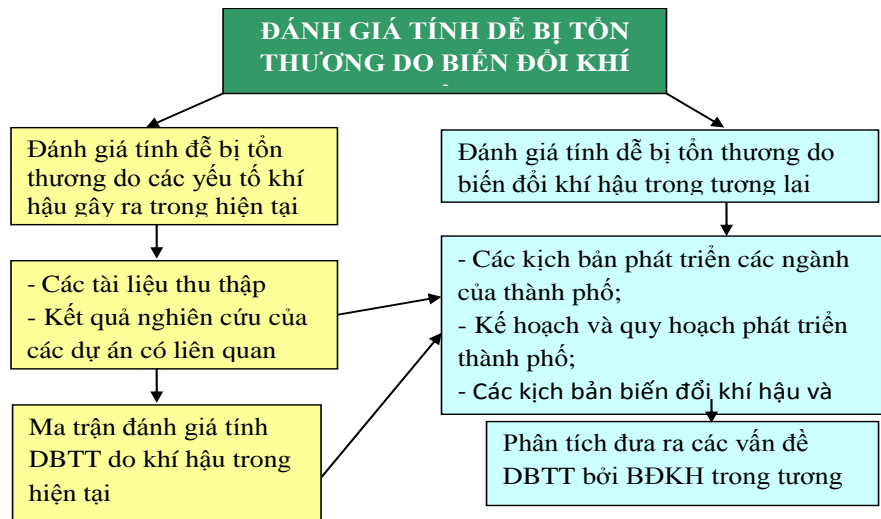 ĐÁNH GIÁ TÍNH DỄ BỊ TỔN
THƯƠNG DO BIẾN ĐỔI KHÍ
Đánh giá tính đễ bị tổn
thương do các yếu tố khí
hậu gây ra trong hiện tại
- Các tài liệu thu thập
- Kết quả nghiên cứu của
các dự án có liên quan
Ma trận đánh giá tính
DBTT do khí hậu trong
hiện tại
Đánh giá tính dễ bị tổn thương do
biến đổi khí hậu trong tương lai
- Các kịch bản phát triển các ngành
của thành phố;
- Kế hoạch và quy hoạch phát triển
thành phố;
- Các kịch bản biến đổi khí hậu và
Phân tích đưa ra các vấn đề
DBTT bởi BĐKH trong tương